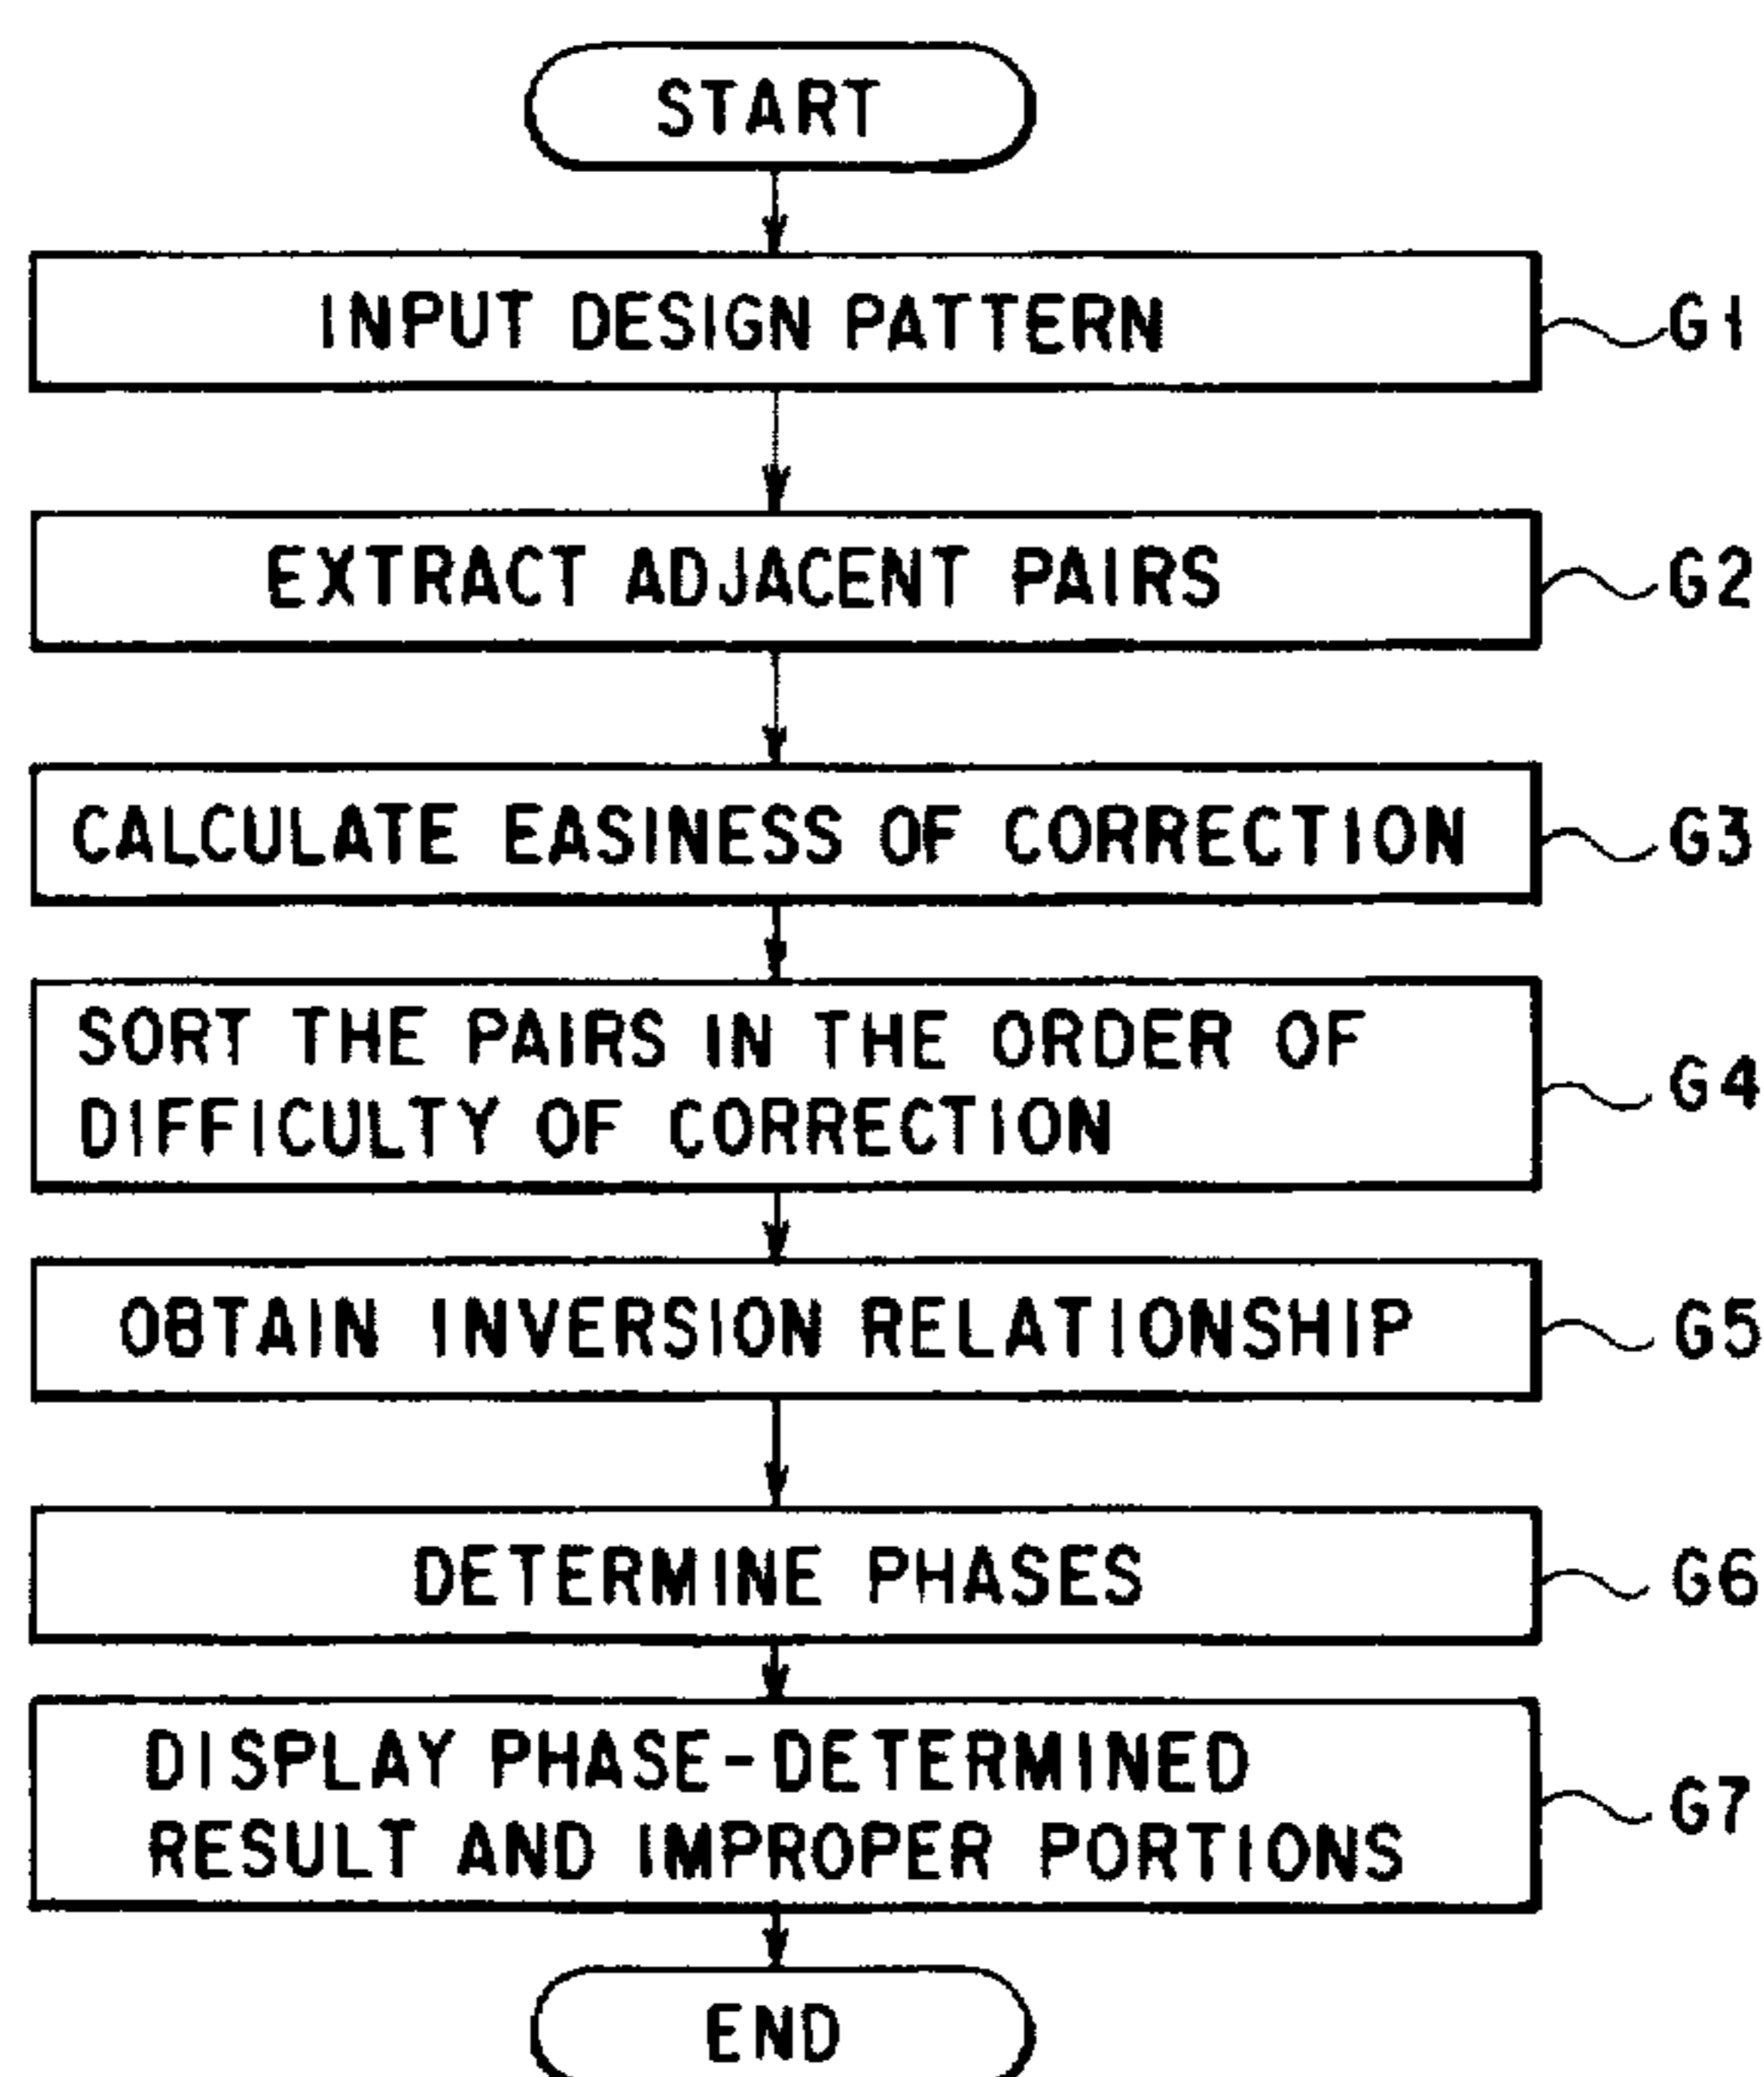 START
INPUT DESIGN PATTERN
G1
EXTRACT ADJACENT PAIRS
G2
CALCULATE EASINESS OF CORRECTION
G3
SORT THE PAIRS IN THE ORDER OF
DIFFICULTY OF CORRECTION
G4
OBTAIN INVERSION RELATIONSHIP
G5
DETERMINE PHASES
G6
DISPLAY PHASE-DETERMINED
RESULT AND IMPROPER PORTIONS
G7
END